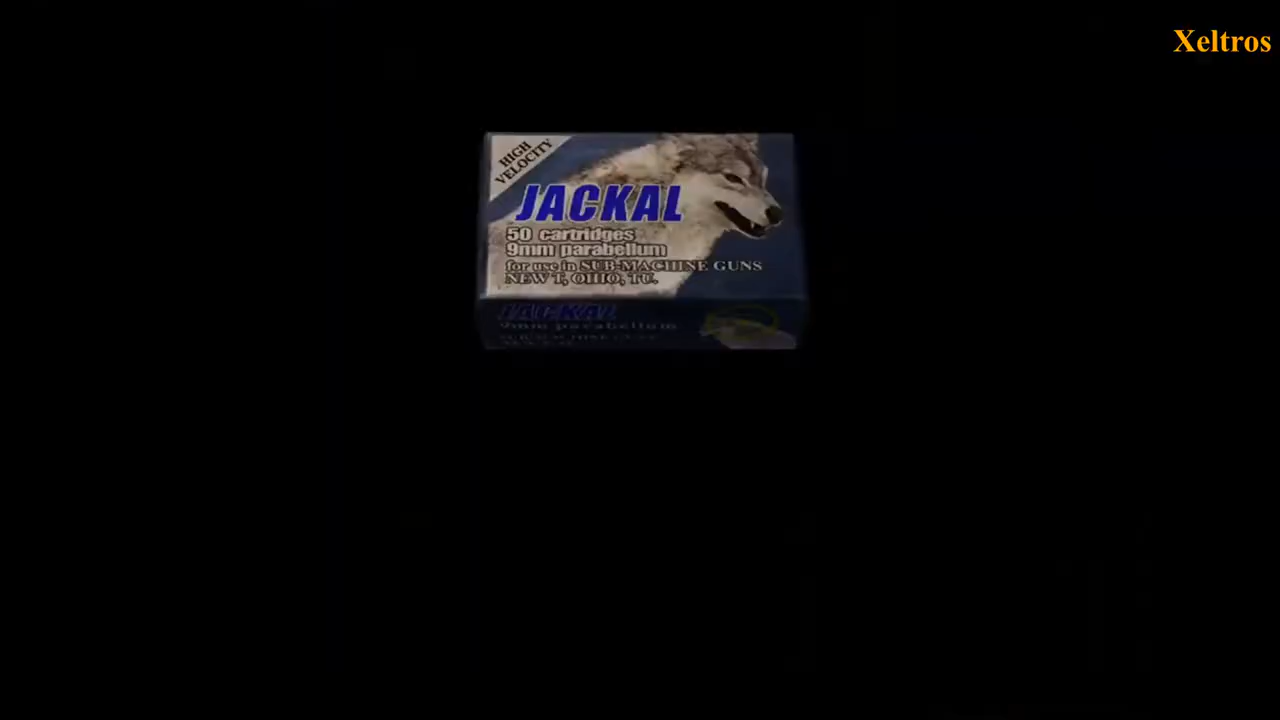 Xeltros
HIGH
VELOCITY
JACKAL
50 cartridges
9mm parabellum
for use in SUB-MACHINE GUNS
NEW T, OHIO, TU.
JACKAL
9mm parabellum